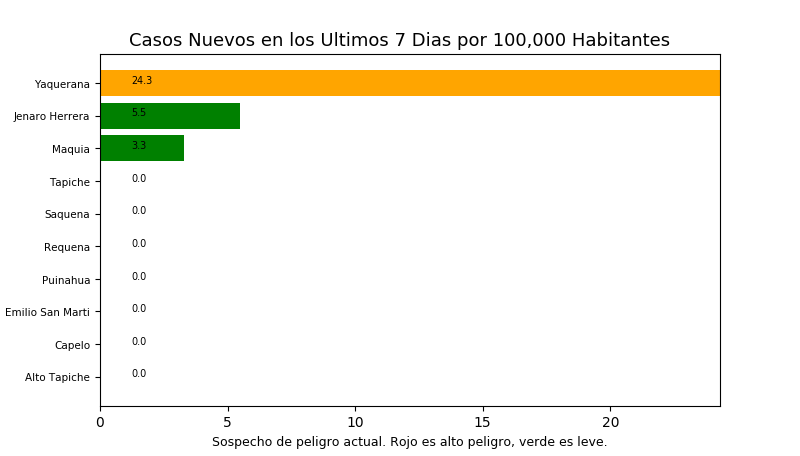 Casos Nuevos en los Ultimos 7 Dias por 100,000 Habitantes
Yaquerana 24.3
Jenaro Herrera 5.5
Maquia 3.3
Tapiche 0.0
Saquena 0.0
Requena 0.0
Puinahua 0.0
Emilio San Marti 0.0
Capelo 0.0
Alto Tapiche 0.0
0 5 10 15 20
Sospecho de peligro actual. Rojo es alto peligro, verde es leve.